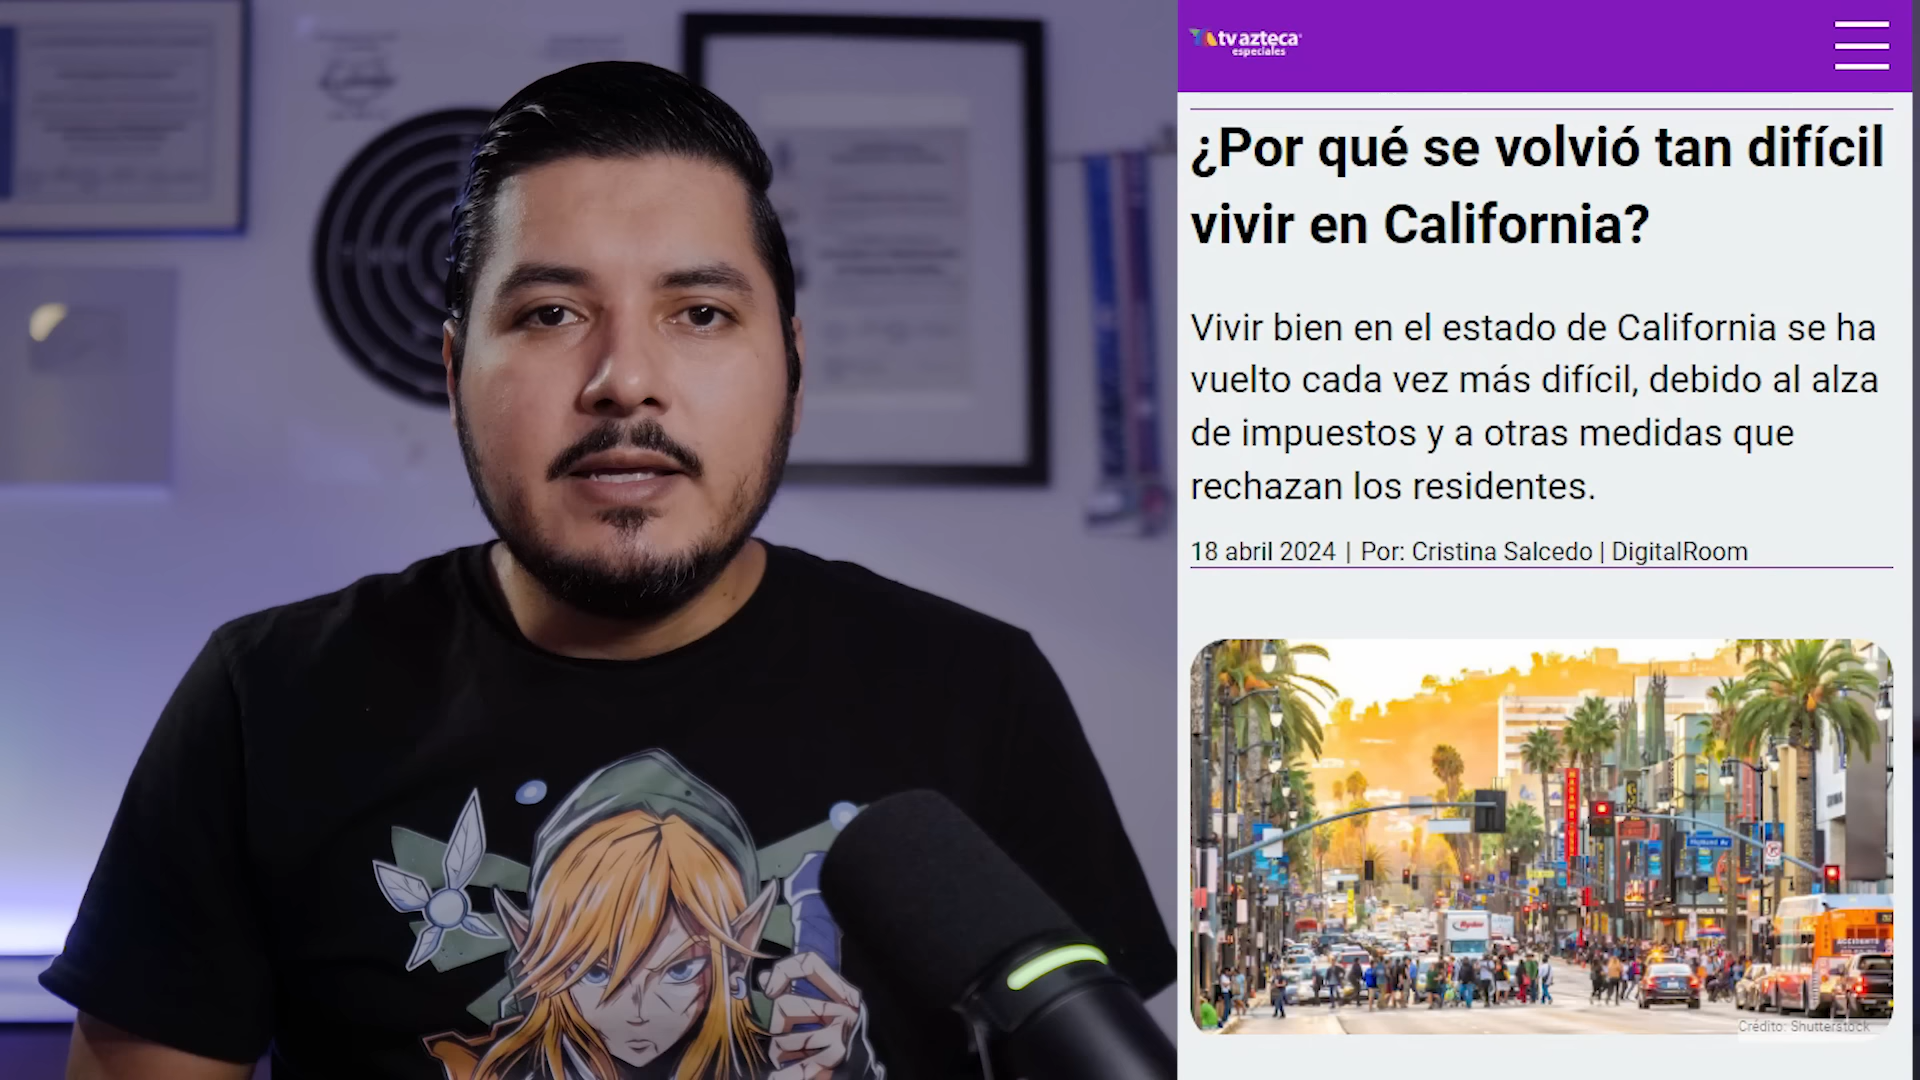 tv azteca
especiales
¿Por qué se volvió tan difícil
vivir en California?
Vivir bien en el estado de California se ha
vuelto cada vez más difícil, debido al alza
de impuestos y a otras medidas que
rechazan los residentes.
18 abril 2024 | Por: Cristina Salcedo | DigitalRoom
Ryder
Crédito: Shutterstock